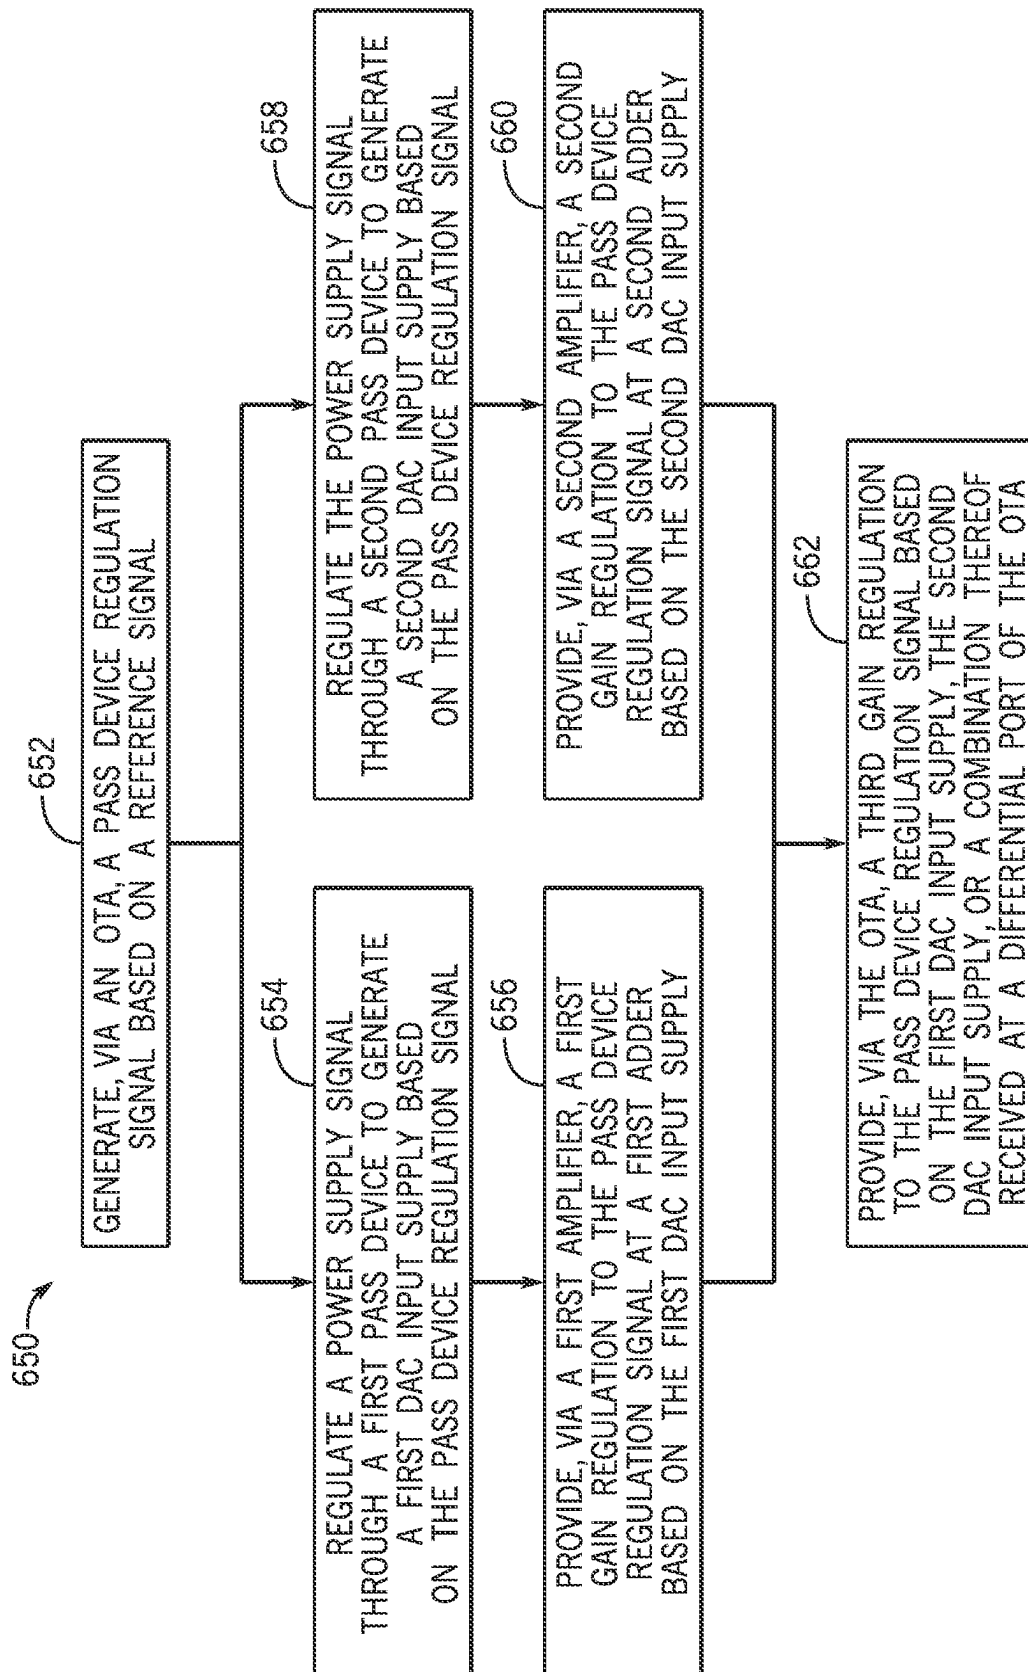 650
652
GENERATE, VIA AN OTA, A PASS DEVICE REGULATION
SIGNAL BASED ON A REFERENCE SIGNAL
654
REGULATE A POWER SUPPLY SIGNAL
THROUGH A FIRST PASS DEVICE TO GENERATE
A FIRST DAC INPUT SUPPLY BASED
ON THE PASS DEVICE REGULATION SIGNAL
656
PROVIDE, VIA A FIRST AMPLIFIER, A FIRST
GAIN REGULATION TO THE PASS DEVICE
REGULATION SIGNAL AT A FIRST ADDER
BASED ON THE FIRST DAC INPUT SUPPLY
658
REGULATE THE POWER SUPPLY SIGNAL
THROUGH A SECOND PASS DEVICE TO GENERATE
A SECOND DAC INPUT SUPPLY BASED
ON THE PASS DEVICE REGULATION SIGNAL
660
PROVIDE, VIA A SECOND AMPLIFIER, A SECOND
GAIN REGULATION TO THE PASS DEVICE
REGULATION SIGNAL AT A SECOND ADDER
BASED ON THE SECOND DAC INPUT SUPPLY
662
PROVIDE, VIA THE OTA, A THIRD GAIN REGULATION
TO THE PASS DEVICE REGULATION SIGNAL BASED
ON THE FIRST DAC INPUT SUPPLY, THE SECOND
DAC INPUT SUPPLY, OR A COMBINATION THEREOF
RECEIVED AT A DIFFERENTIAL PORT OF THE OTA